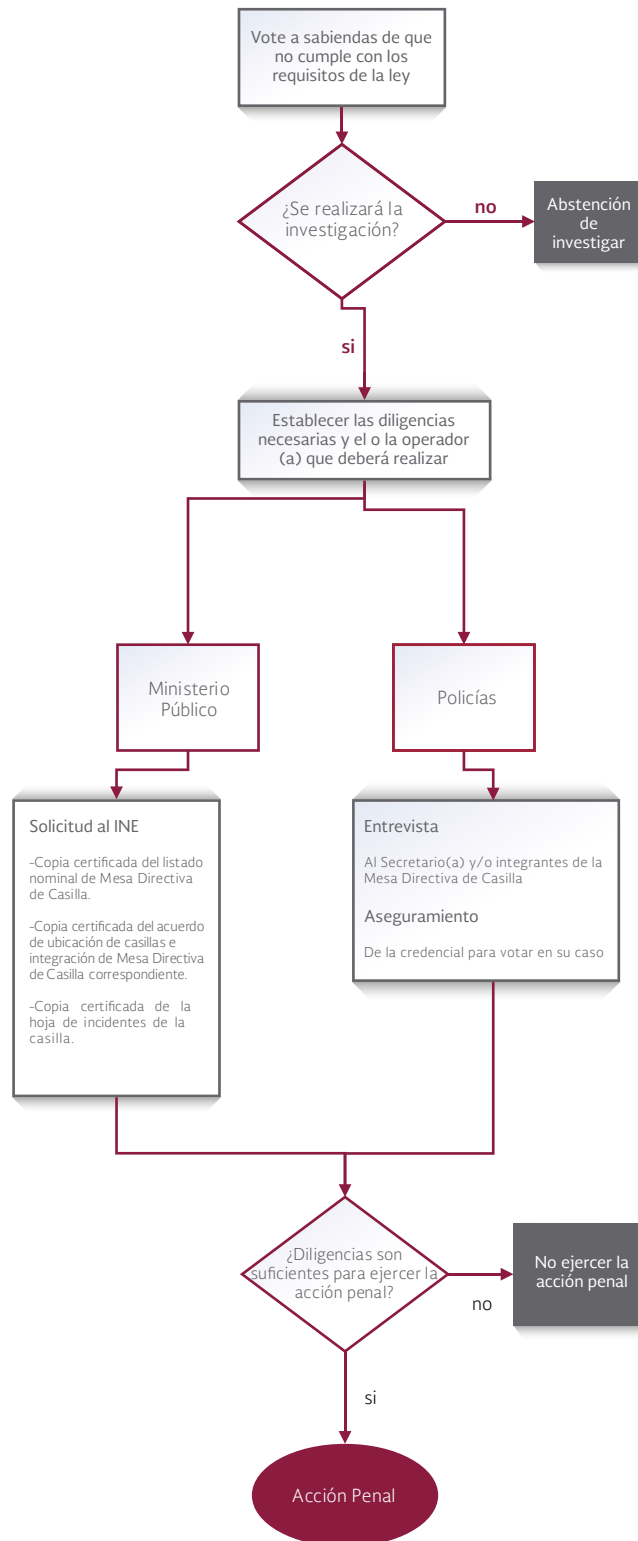 Vote a sabiendas de que
no cumple con los
requisitos de la ley
¿Se realizará la
investigación?
no
Abstención
de
investigar
si
Establecer las diligencias
necesarias y el o la operador
(a) que deberá realizar
Ministerio
Público
Policías
Solicitud al INE
-Copia certificada del listado
nominal de Mesa Directiva
de Casilla.
-Copia certificada del acuerdo
de ubicación de casillas e
integración de Mesa Directiva
de Casilla correspondiente.
-Copia certificada de la
hoja de incidentes de la
casilla.
Entrevista
Al Secretario(a) y/o integrantes de la
Mesa Directiva de Casilla
Aseguramiento
De la credencial para votar en su caso
¿Diligencias son
suficientes para ejercer la
acción penal?
no
No ejercer la
acción penal
si
Acción Penal